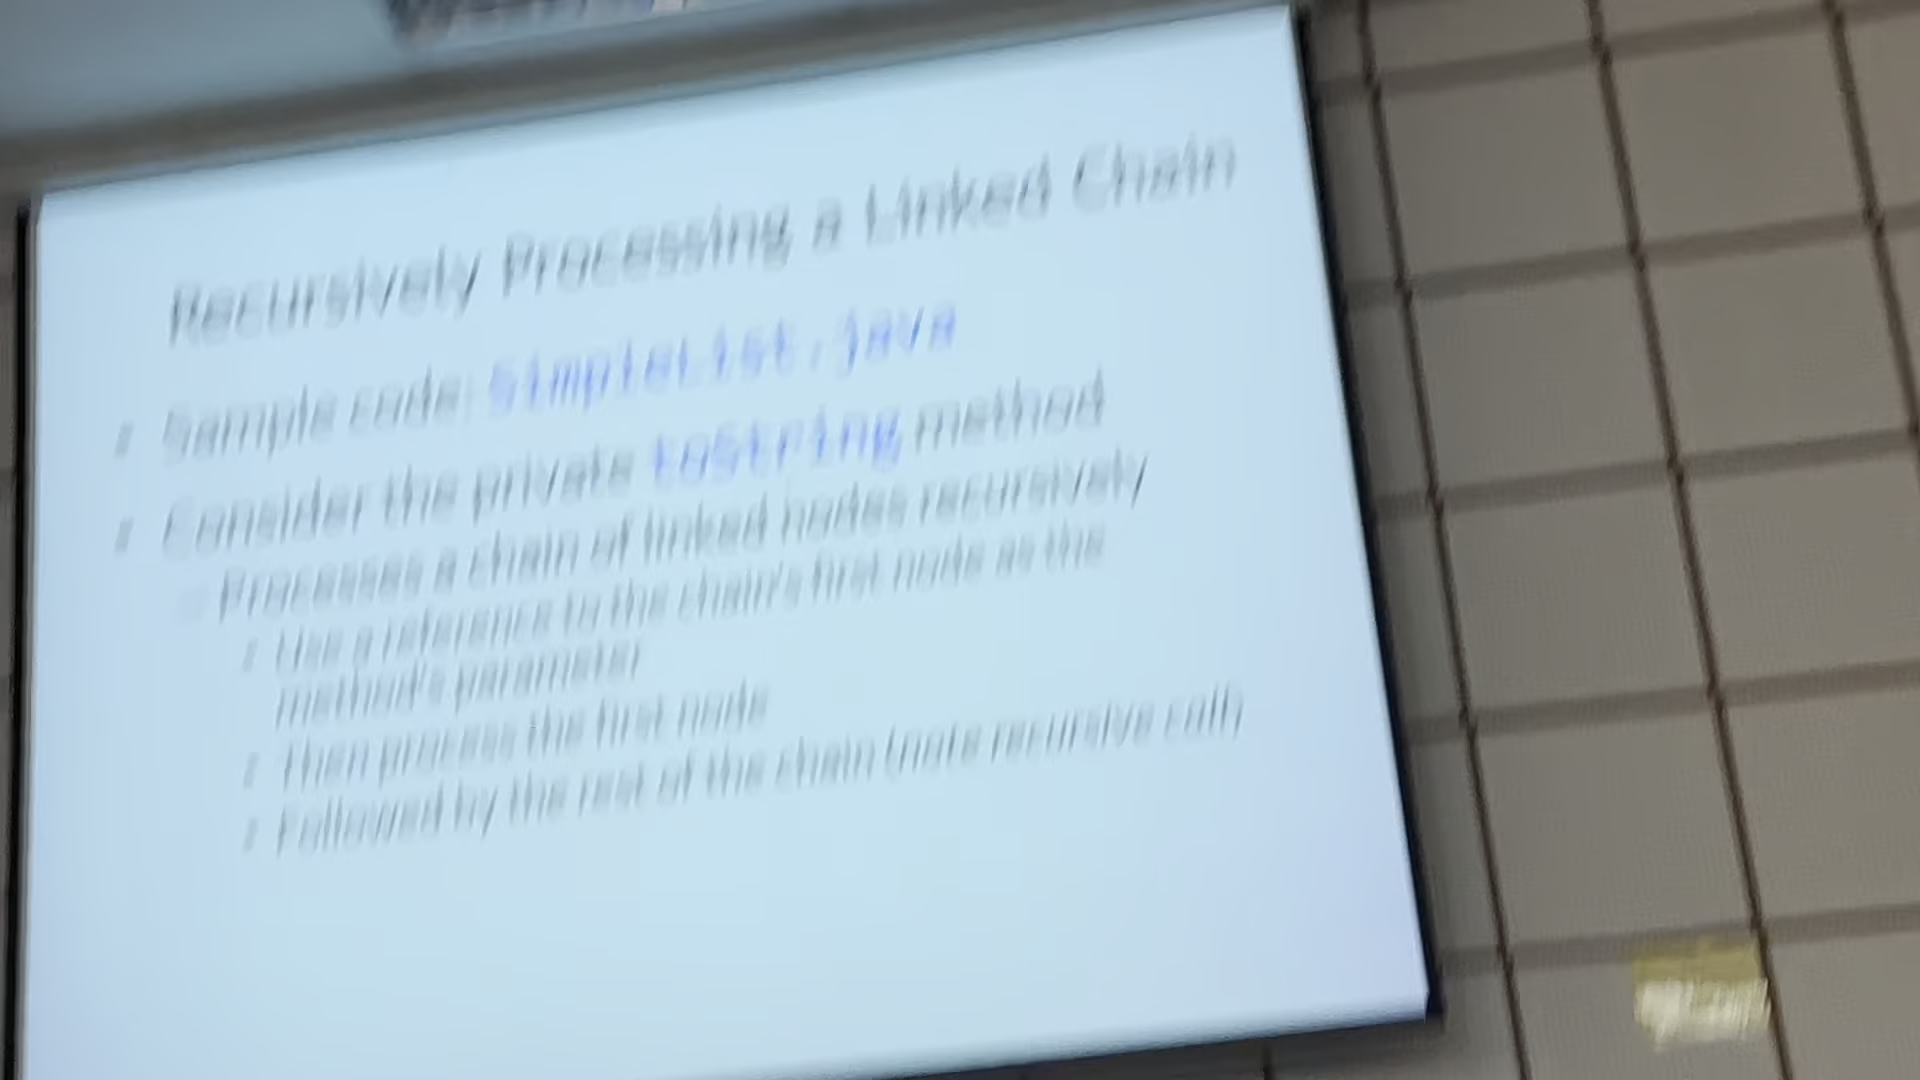 Recursively Processing a Linked Chain
Sample code: SimpleList.java
Consider the private toString method
Processes a chain of linked nodes recursively
Use a reference to the chain's first node as the
method's parameter
Then process the first node
Followed by the rest of the chain (note recursive call)